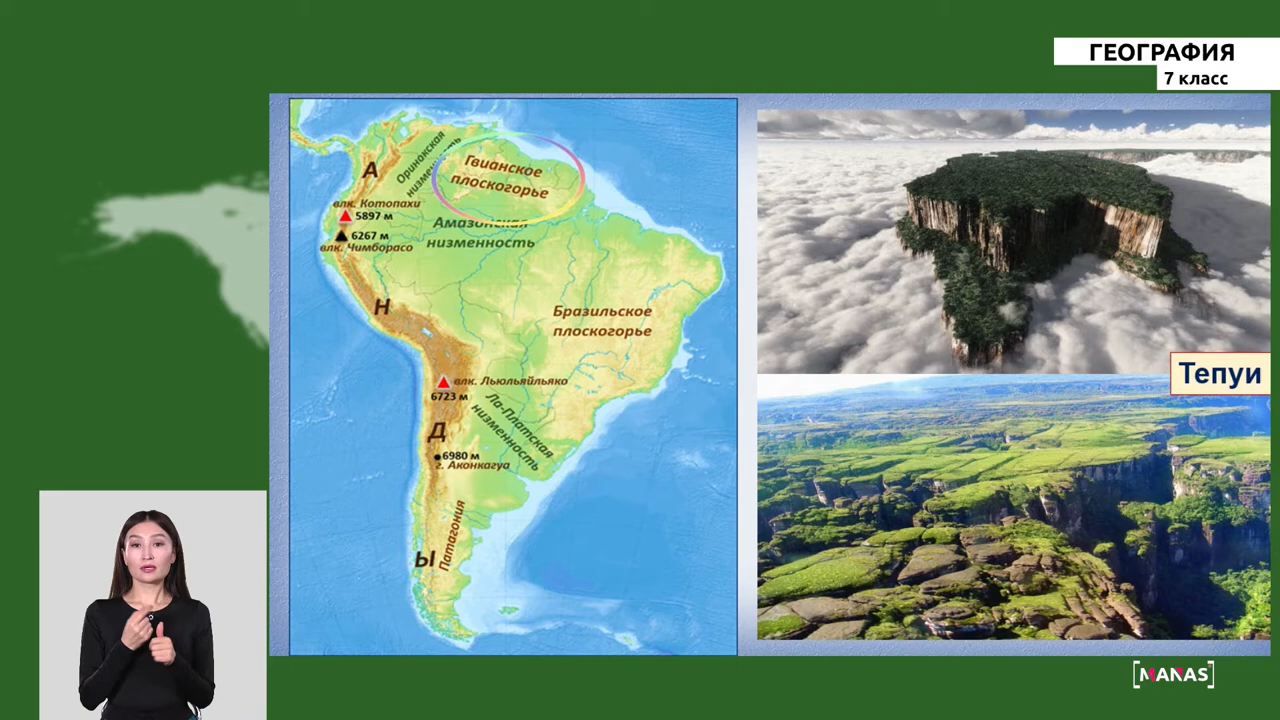 ГЕОГРАФИЯ
7 класс
А
Оринокская
низменность
Гвианское
плоскогорье
влк. Котопахи
5897 м
6267 м
влк. Чимборасо
Амазонская
низменность
Н
Бразильское
плоскогорье
влк. Льюльяйльяко
6723 м
Ла-Платская
низменность
Д
6980 м
г. Аконкагуа
Патагония
Ы
Тепуи
MANAS